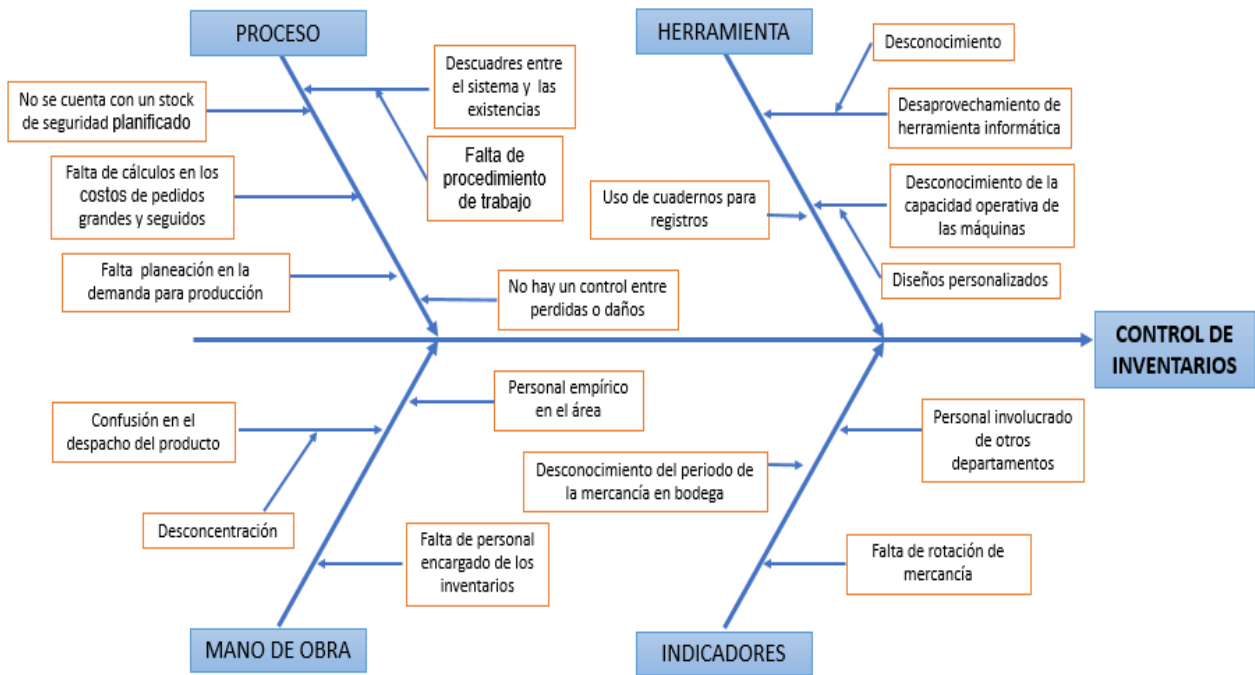 PROCESO
HERRAMIENTA
Desconocimiento
Descuadres entre
el sistema y las
existencias
No se cuenta con un stock
de seguridad planificado
Desaprovechamiento de
herramienta informática
Falta de
procedimiento
de trabajo
Falta de cálculos en los
costos de pedidos
grandes y seguidos
Uso de cuadernos para
registros
Desconocimiento de la
capacidad operativa de
las máquinas
Falta planeación en la
demanda para producción
No hay un control entre
perdidas o daños
Diseños personalizados
CONTROL DE
INVENTARIOS
Confusión en el
despacho del producto
Personal empírico
en el área
Personal involucrado
de otros
departamentos
Desconocimiento del periodo de
la mercancía en bodega
Desconcentración
Falta de personal
encargado de los
inventarios
Falta de rotación de
mercancía
MANO DE OBRA
INDICADORES